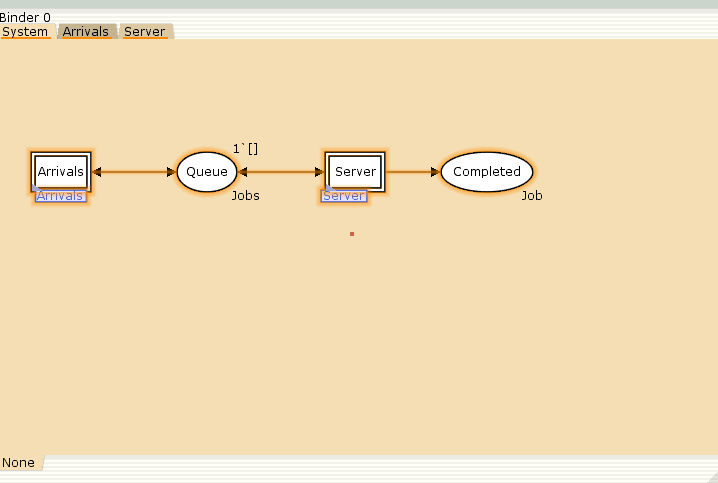 Binder 0
System Arrivals Server
1`[]
Arrivals Queue Server Completed
Arrivals Jobs Server Job
None